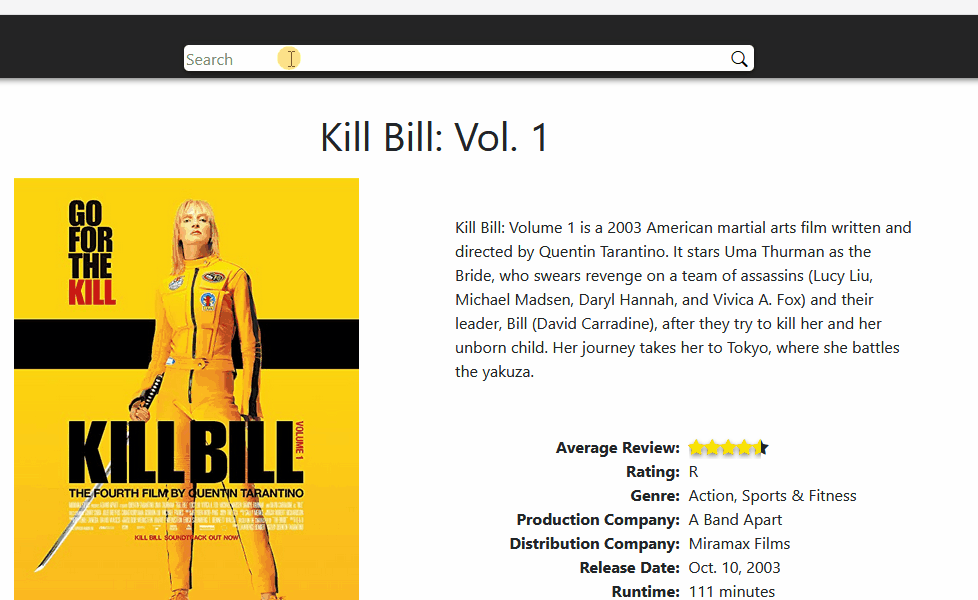 Search
Kill Bill: Vol. 1
GO
FOR
THE
KILL
KILL BILL
VOLUME 1
THE FOURTH FILM BY QUENTIN TARANTINO
KILL BILL SOUNDTRACK OUT NOW
Kill Bill: Volume 1 is a 2003 American martial arts film written and
directed by Quentin Tarantino. It stars Uma Thurman as the
Bride, who swears revenge on a team of assassins (Lucy Liu,
Michael Madsen, Daryl Hannah, and Vivica A. Fox) and their
leader, Bill (David Carradine), after they try to kill her and her
unborn child. Her journey takes her to Tokyo, where she battles
the yakuza.
Average Review:
Rating: R
Genre: Action, Sports & Fitness
Production Company: A Band Apart
Distribution Company: Miramax Films
Release Date: Oct. 10, 2003
Runtime: 111 minutes